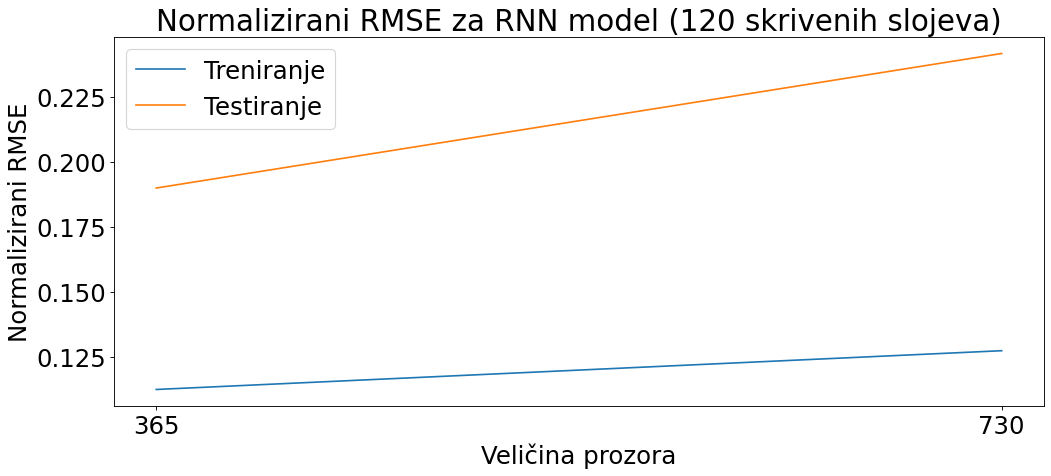 Normalizirani RMSE za RNN model (120 skrivenih slojeva)
Treniranje
Testiranje
Normalizirani RMSE
0.225
0.200
0.175
0.150
0.125
365
730
Veličina prozora